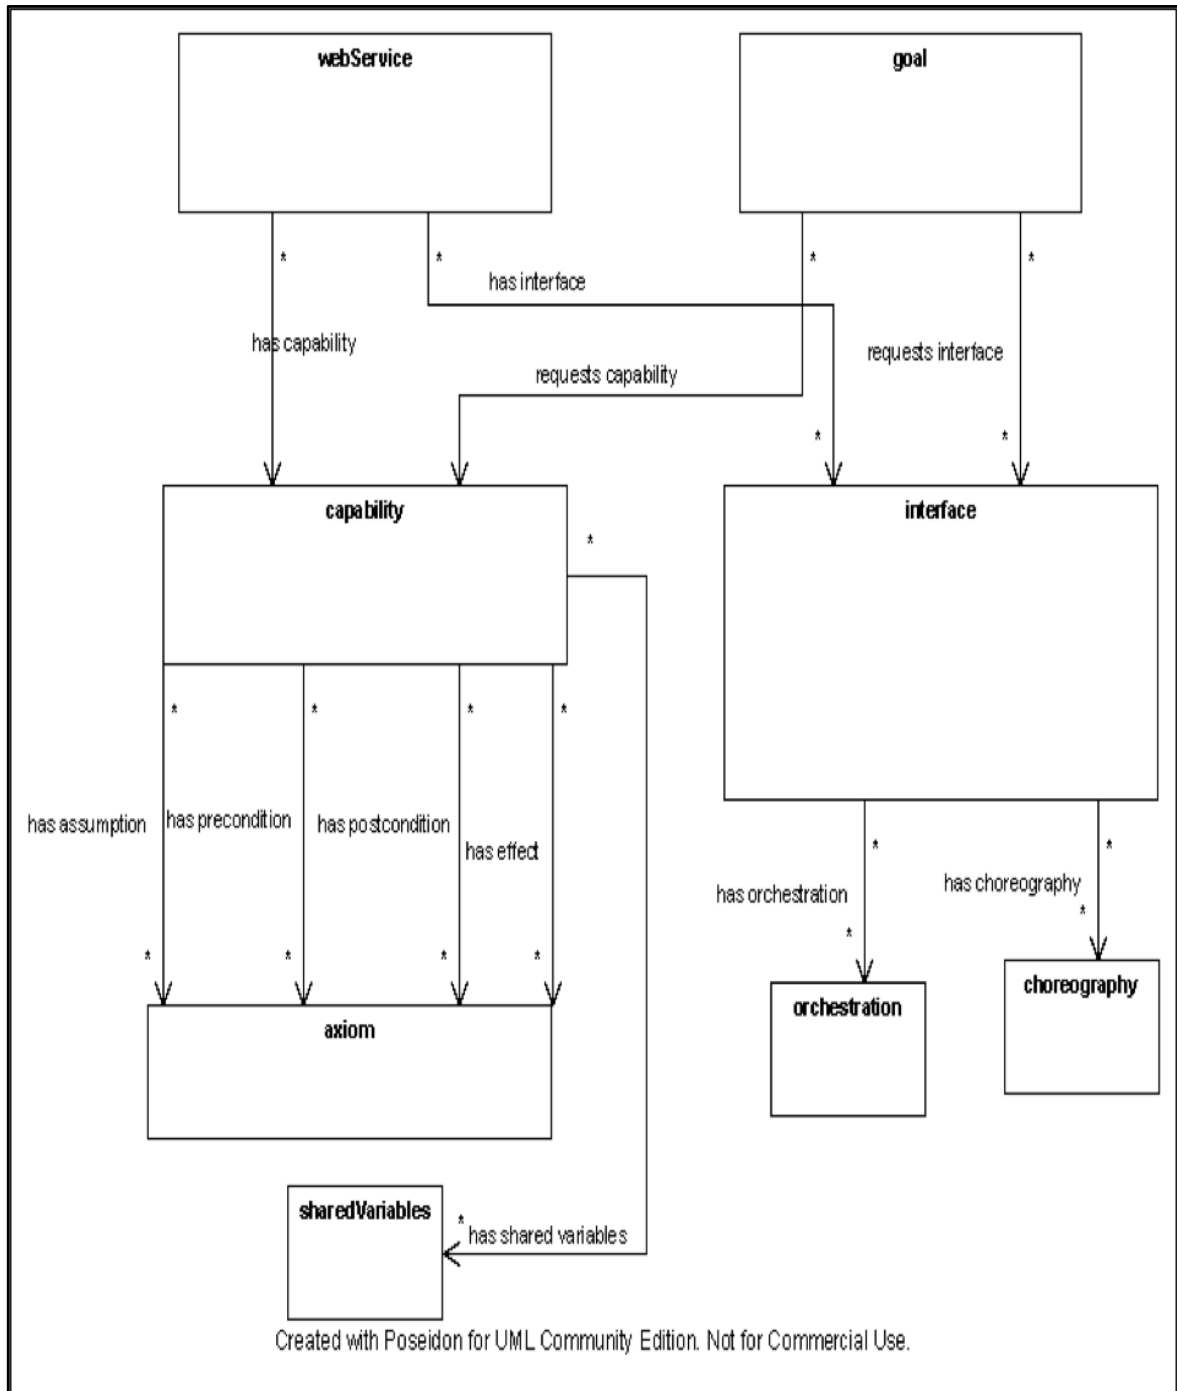 webService
goal
*
*
*
*
has interface
has capability
requests interface
requests capability
*
*
capability
interface
*
*
*
*
*
has assumption
has precondition
has postcondition
has effect
*
*
has orchestration
has choreography
*
*
*
*
*
*
axiom
orchestration
choreography
sharedVariables
*
has shared variables
Created with Poseidon for UML Community Edition. Not for Commercial Use.